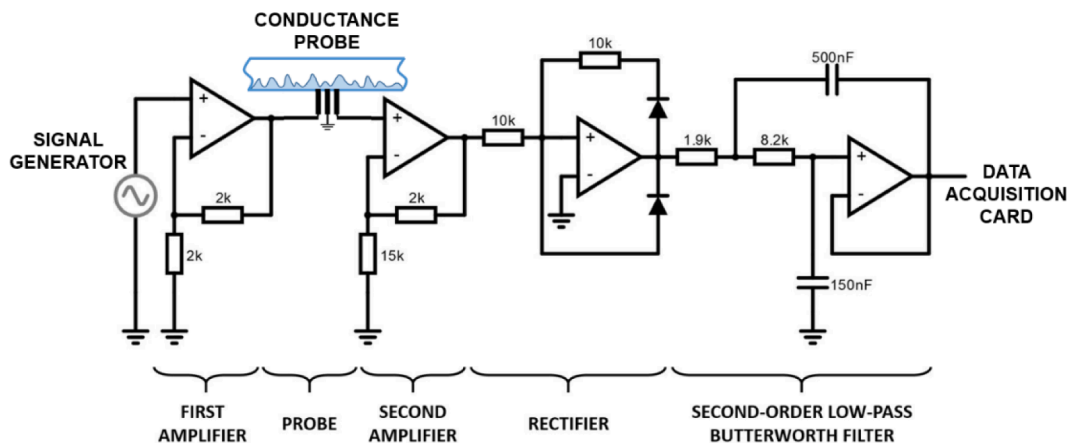 CONDUCTANCE
PROBE
SIGNAL
GENERATOR
+
-
2k
2k
+
-
2k
15k
10k
10k
+
-
1.9k
8.2k
500nF
+
-
150nF
DATA
ACQUISITION
CARD
FIRST
AMPLIFIER
PROBE
SECOND
AMPLIFIER
RECTIFIER
SECOND-ORDER LOW-PASS
BUTTERWORTH FILTER